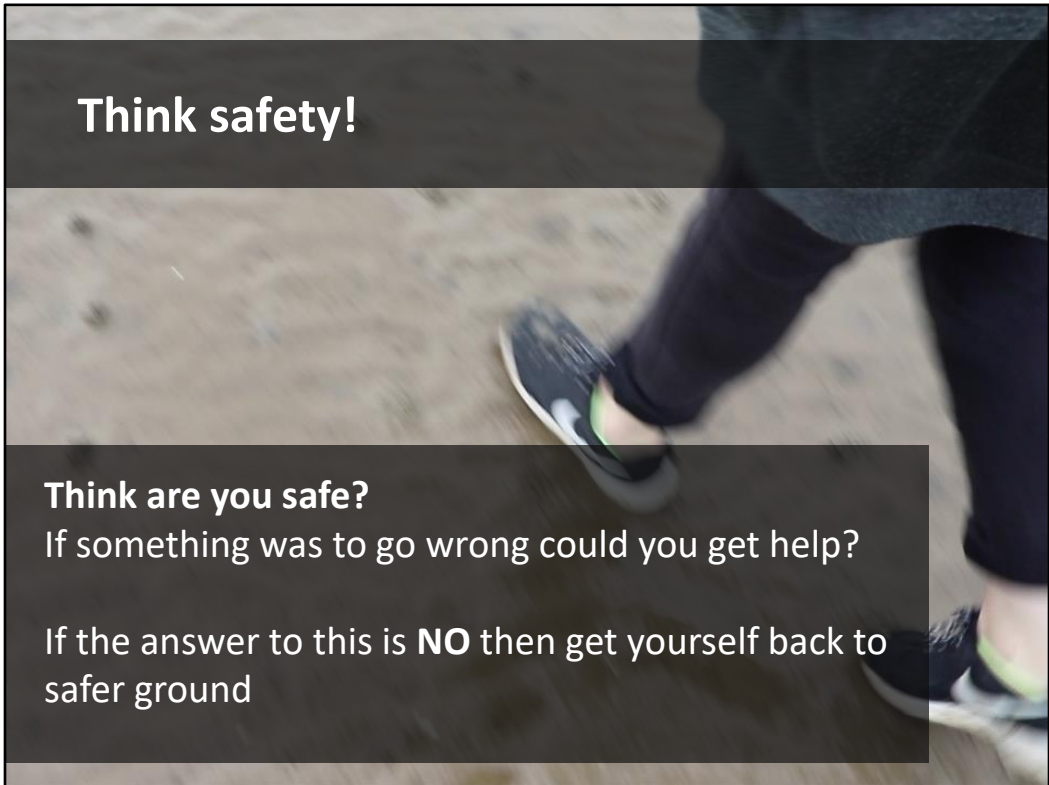 Think safety!
Think are you safe?
If something was to go wrong could you get help?
If the answer to this is NO then get yourself back to
safer ground